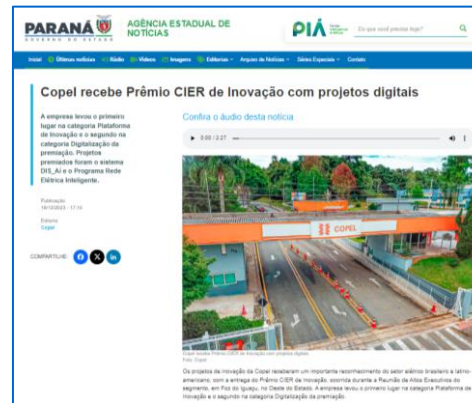 PARANÁ
GOVERNO DO ESTADO
AGÊNCIA ESTADUAL DE
NOTÍCIAS
PIÁ
Do que você precisa hoje?
Inicial Últimas notícias Rádio Vídeos Imagens Editorias Arquivo de Notícias Séries Especiais Contato
Copel recebe Prêmio CIER de Inovação com projetos digitais
A empresa levou o primeiro
lugar na categoria Plataforma
de Inovação e o segundo na
categoria Digitalização da
premiação. Projetos
premiados foram o sistema
DIS_Ai e o Programa Rede
Elétrica Inteligente.
Publicação
Editoria
Copel
COMPARTILHE
Confira o áudio desta notícia
0:00 / 2:27
COPEL
Copel recebe Prêmio CIER de Inovação com projetos digitais
Foto: Copel
Os projetos de inovação da Copel receberam um importante reconhecimento do setor elétrico brasileiro e latino-
americano, com a entrega do Prêmio CIER de Inovação, ocorrida durante a Reunião de Altos Executivos do
segmento, em Foz do Iguaçu, no Oeste do Estado. A empresa levou o primeiro lugar na categoria Plataforma de
Inovação e o segundo na categoria Digitalização da premiação.